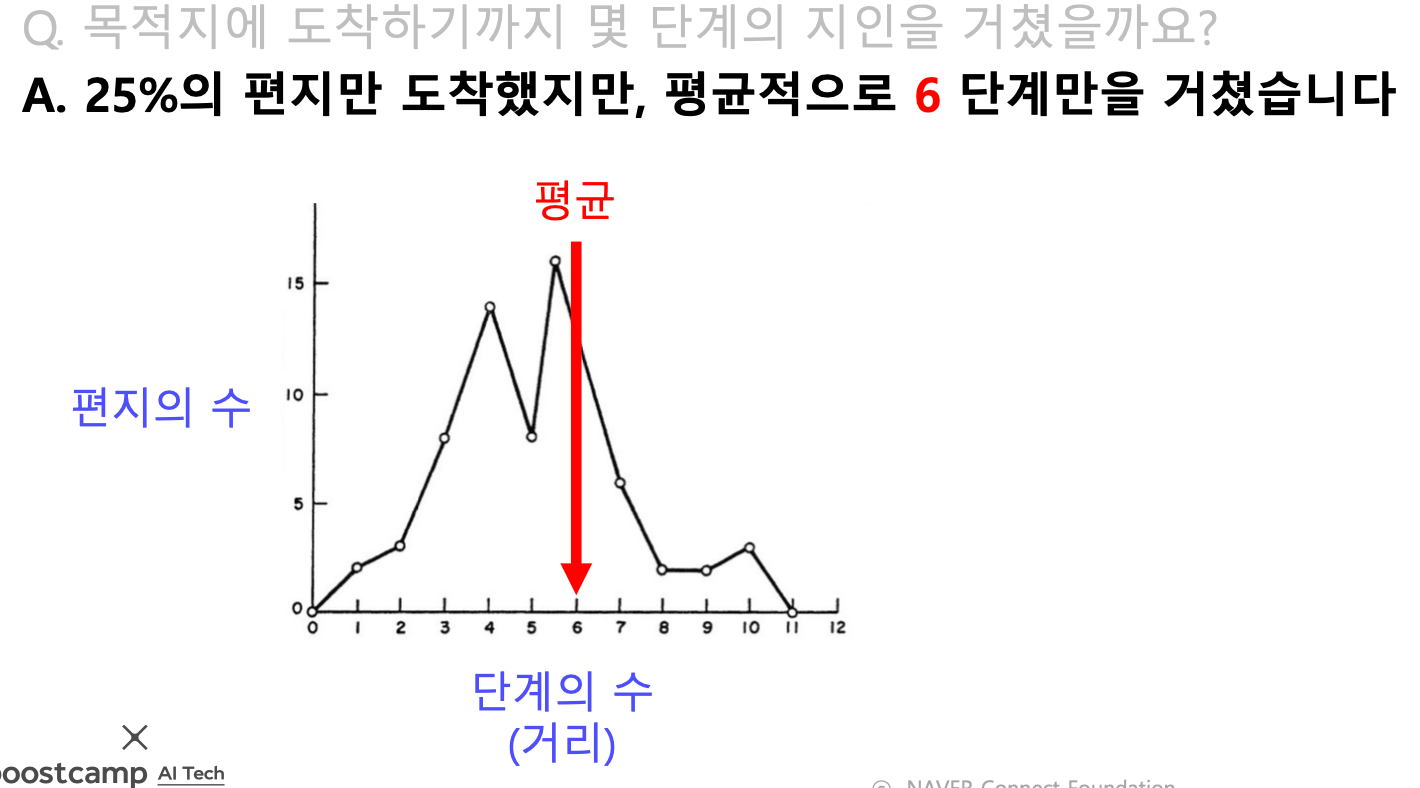 Q. 목적지에 도착하기까지 몇 단계의 지인을 거쳤을까요?
A. 25%의 편지만 도착했지만, 평균적으로 6 단계만을 거쳤습니다
평균
15
10
편지의 수
5
0
0 1 2 3 4 5 6 7 8 9 10 11 12
단계의 수
(거리)
boostcamp AI Tech
© NAVER Connect Foundation